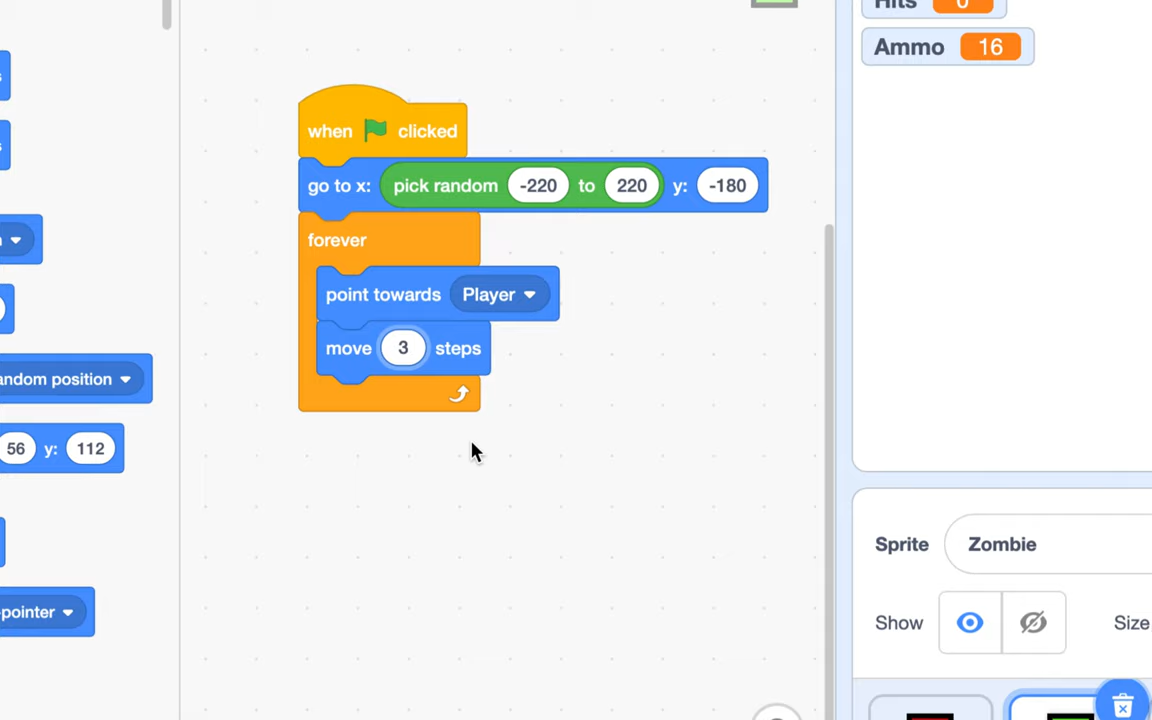 Hits 0
Ammo 16
when clicked
go to x: pick random -220 to 220 y: -180
forever
point towards Player
move 3 steps
andom position
56 y: 112
-pointer
Sprite Zombie
Show Size